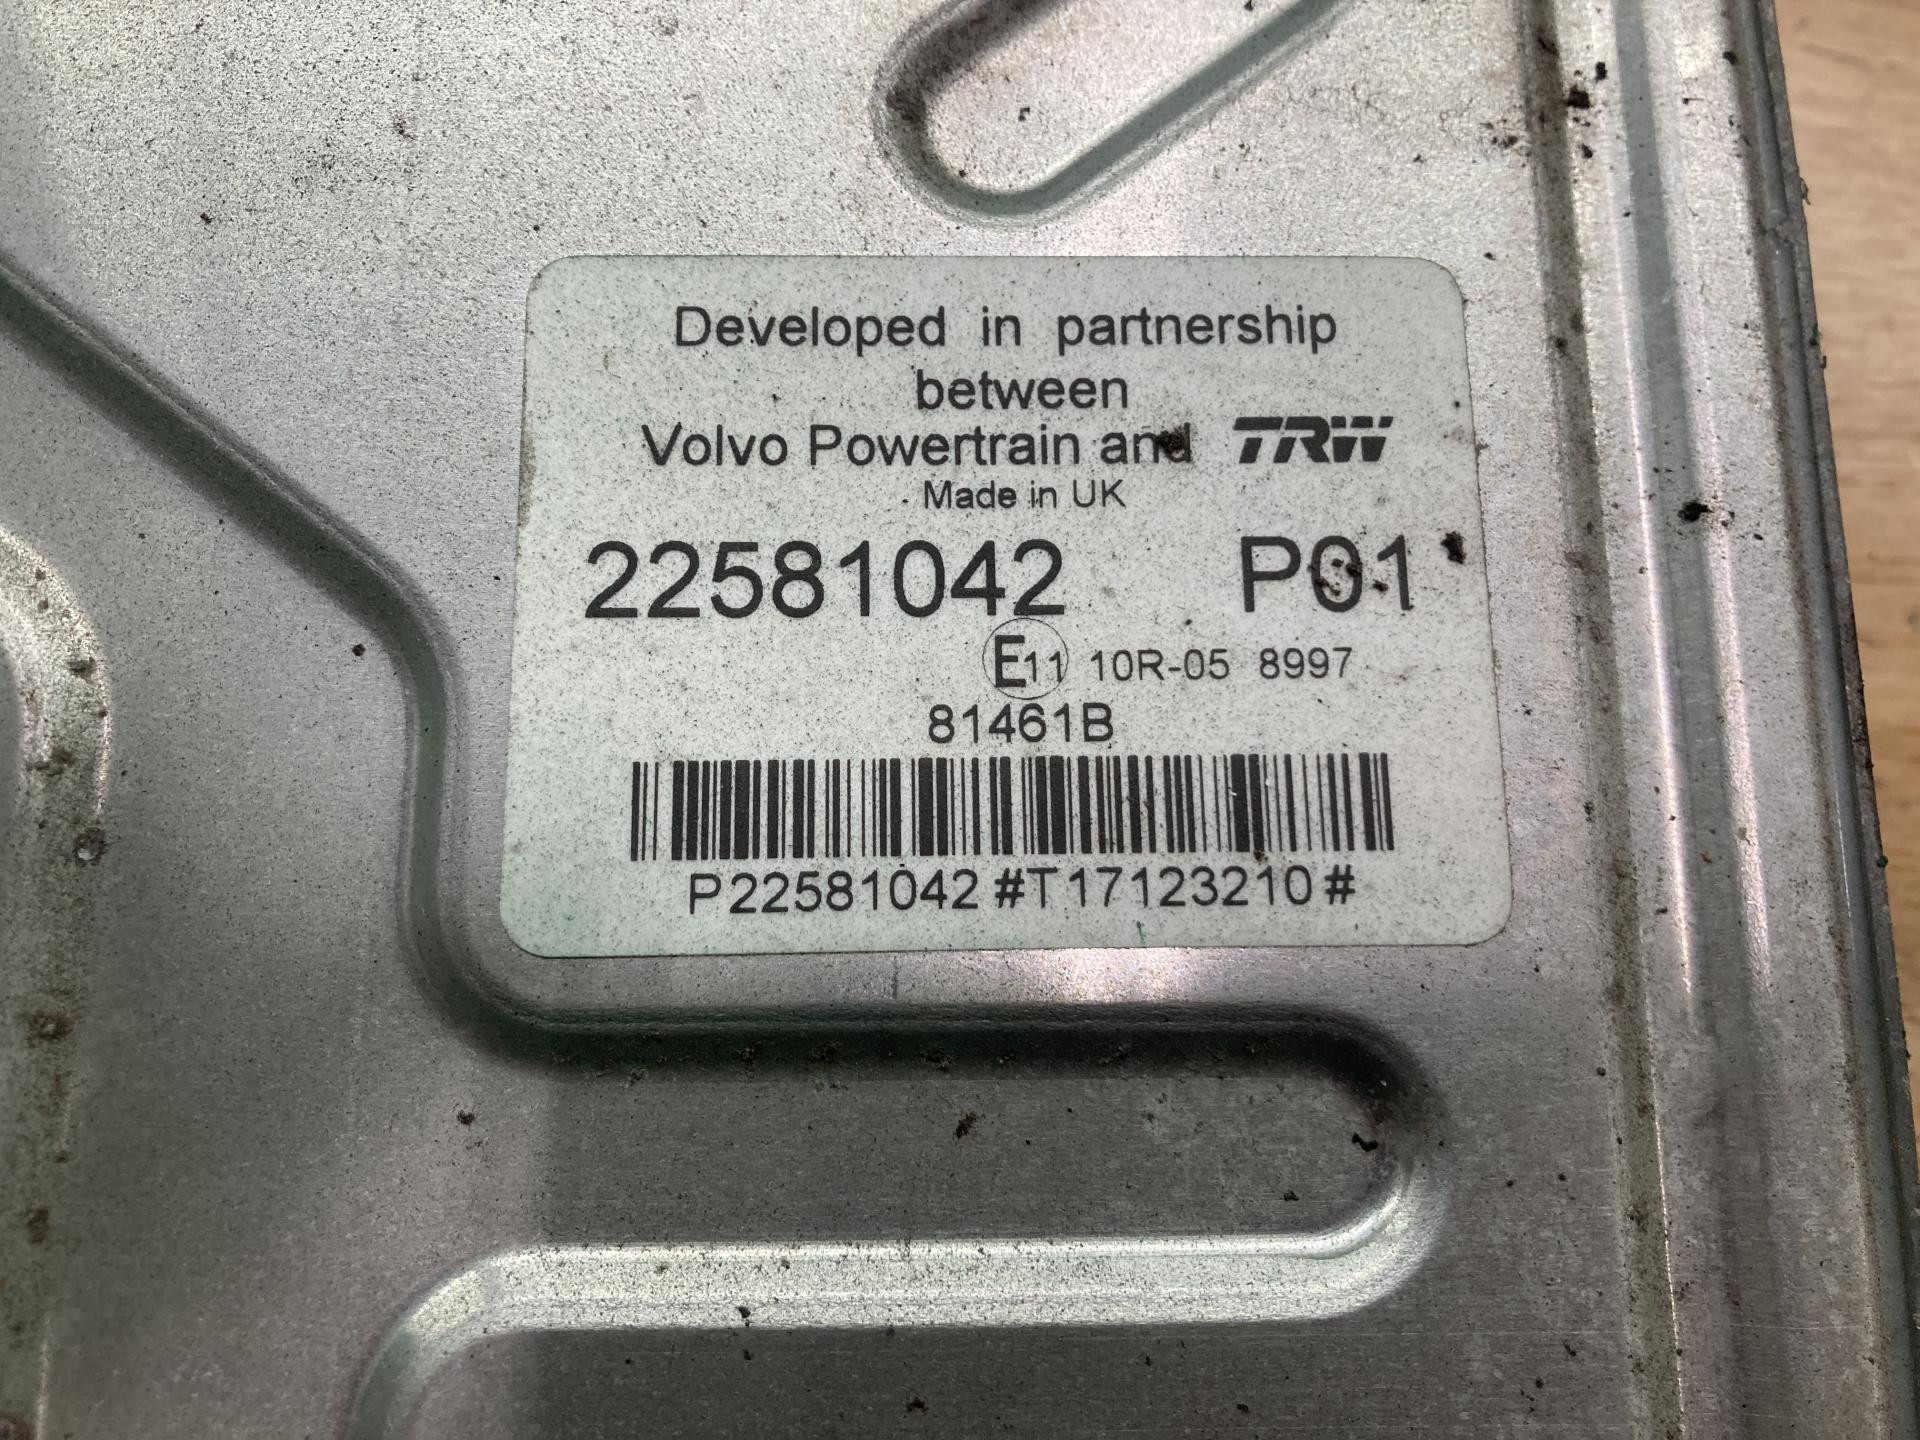 Developed in partnership
between
Volvo Powertrain and TRW
Made in UK
22581042 P01
E11 10R-05 8997
81461B
P22581042#T17123210#